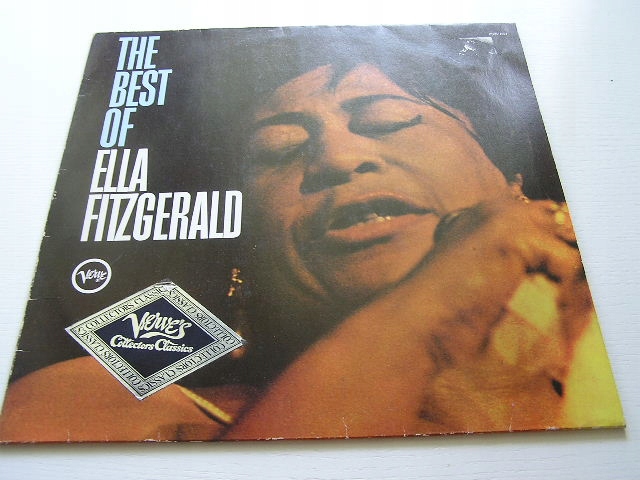 THE
BEST
OF
ELLA
FITZGERALD
Verve
VERVE'S
Collectors Classics